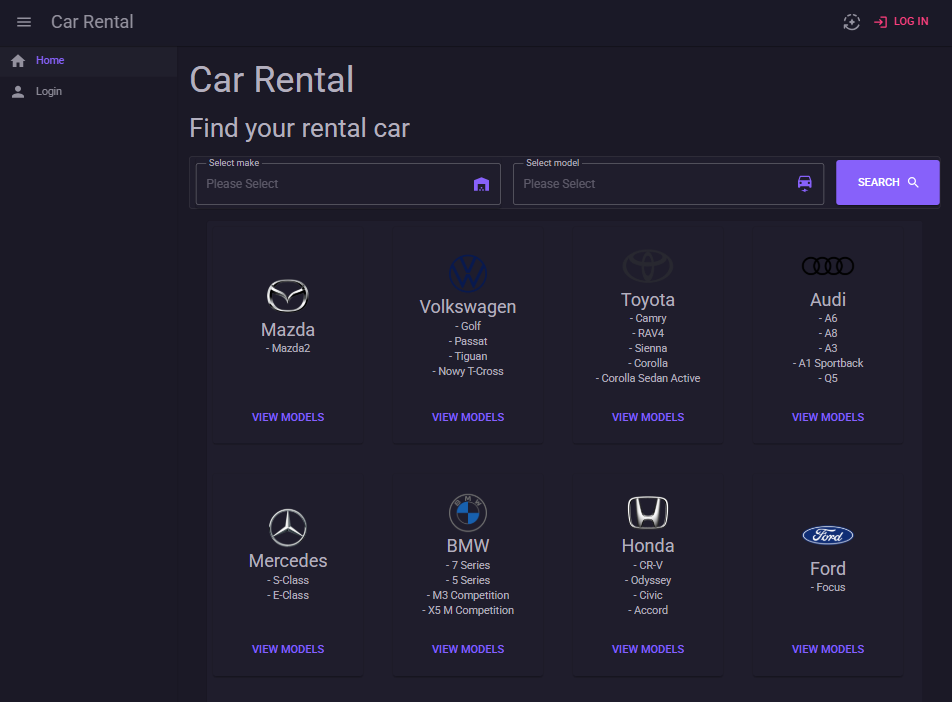 Car Rental
LOG IN
Home
Login
Car Rental
Find your rental car
Select make
Please Select
Select model
Please Select
SEARCH
Mazda
- Mazda2
VIEW MODELS
Volkswagen
- Golf
- Passat
- Tiguan
- Nowy T-Cross
VIEW MODELS
Toyota
- Camry
- RAV4
- Sienna
- Corolla
- Corolla Sedan Active
VIEW MODELS
Audi
- A6
- A8
- A3
- A1 Sportback
- Q5
VIEW MODELS
Mercedes
- S-Class
- E-Class
VIEW MODELS
BMW
BMW
- 7 Series
- 5 Series
- M3 Competition
- X5 M Competition
VIEW MODELS
Honda
- CR-V
- Odyssey
- Civic
- Accord
VIEW MODELS
Ford
Ford
- Focus
VIEW MODELS